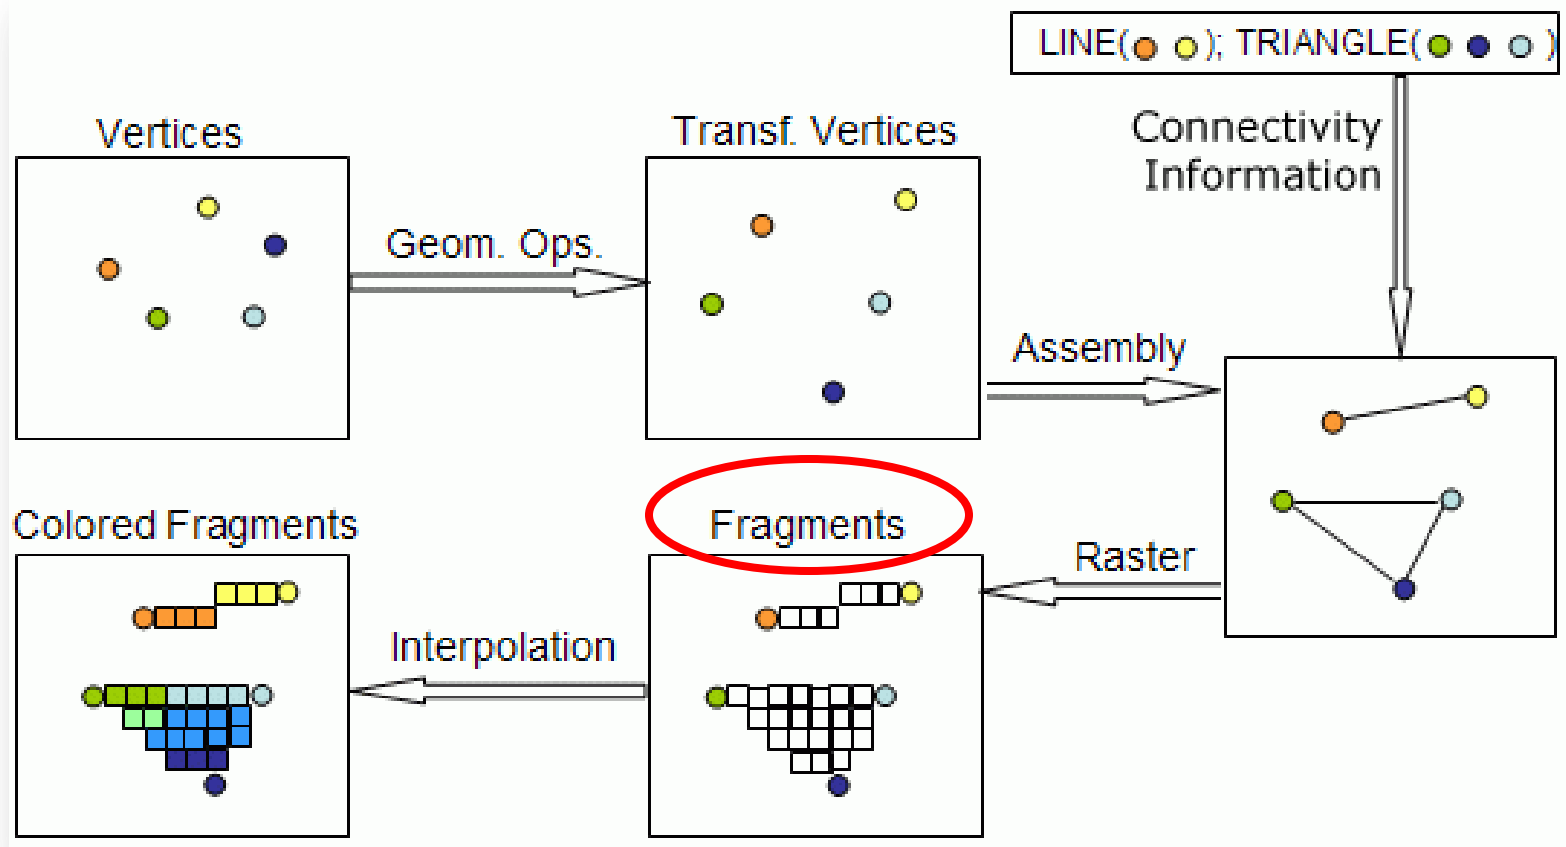 LINE( ); TRIANGLE( )
Vertices
Transf. Vertices
Connectivity
Information
Geom. Ops.
Assembly
Colored Fragments
Fragments
Raster
Interpolation